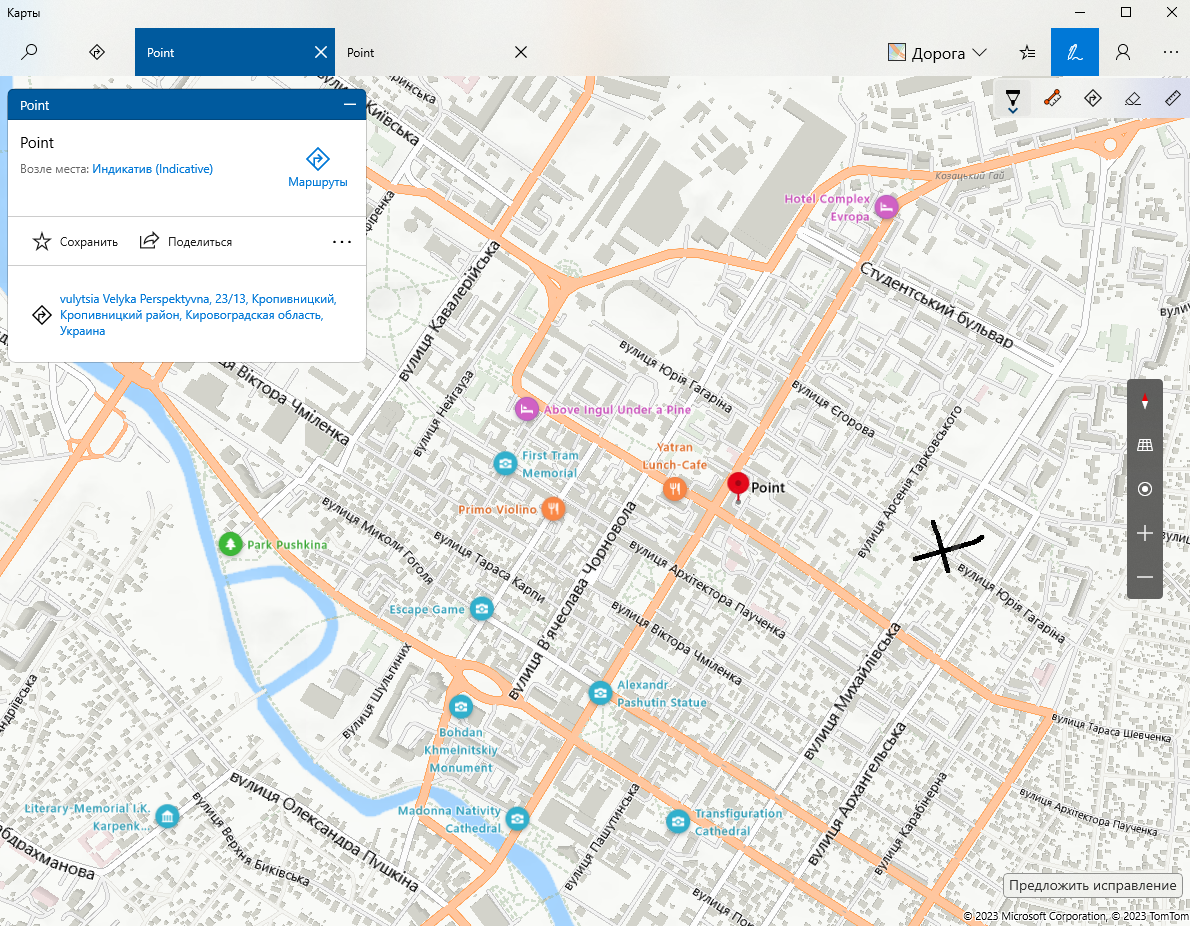 Карты
Point
Point
Дорога
Point
Point
Возле места: Индикатив (Indicative)
Маршруты
Сохранить
Поделиться
vulytsia Velyka Perspektyvna, 23/13, Кропивницкий,
Кропивницкий район, Кировоградская область,
Украина
Київська
Козацький Гай
Hotel Complex
Evropa
Студентський бульвар
вулиця Кавалерійська
вулиця Юрія Гагаріна
вулиця Єгорова
вулиця Віктора Чміленка
вулиця Нейгауза
Above Ingul Under a Pine
вулиця Арсенія Тарковського
Yatran
Lunch-Cafe
First Tram
Memorial
Point
Primo Violino
вулиця Миколи Гоголя
вулиця Тараса Карпи
вулиця В'ячеслава Чорновола
Park Pushkina
вулиця Архітектора Паученка
вулиця Юрія Гагаріна
Escape Game
вулиця Віктора Чміленка
вулиця Шульгиних
вулиця Михайлівська
Alexandr
Pashutin Statue
Bohdan
Khmelnitskiy
Monument
вулиця Тараса Шевченка
вулиця Архангельська
вулиця Олександра Пушкіна
вулиця Верхня Биківська
Literary-Memorial I.K.
Karpenk...
Madonna Nativity
Cathedral
Transfiguration
Cathedral
вулиця Пашутінська
вулиця Карабінерна
вулиця Архітектора Паученка
Предложить исправление
© 2023 Microsoft Corporation, © 2023 TomTom